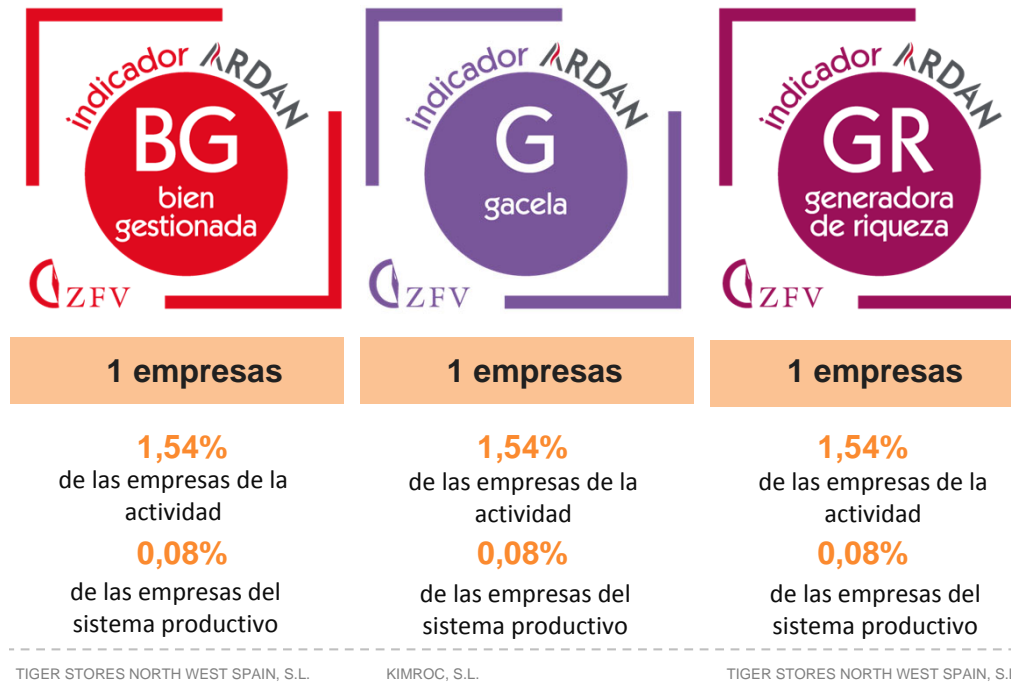 indicador ARDAN
BG
bien
gestionada
ZFV
1 empresas
1,54%
de las empresas de la
actividad
0,08%
de las empresas del
sistema productivo
TIGER STORES NORTH WEST SPAIN, S.L.
indicador ARDAN
G
gacela
ZFV
1 empresas
1,54%
de las empresas de la
actividad
0,08%
de las empresas del
sistema productivo
KIMROC, S.L.
indicador ARDAN
GR
generadora
de riqueza
ZFV
1 empresas
1,54%
de las empresas de la
actividad
0,08%
de las empresas del
sistema productivo
TIGER STORES NORTH WEST SPAIN, S.L